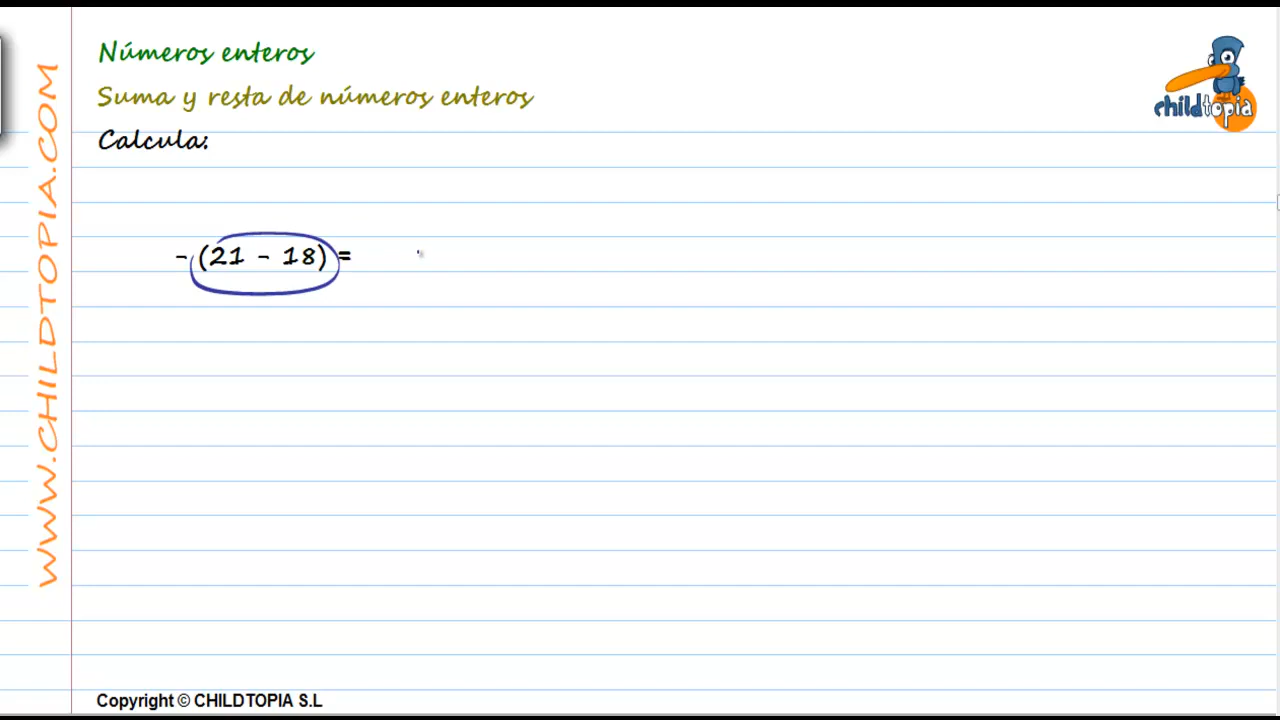 Números enteros
Suma y resta de números enteros
Calcula:
- (21 - 18) =
WWW.CHILDTOPIA.COM
childtopia
Copyright © CHILDTOPIA S.L